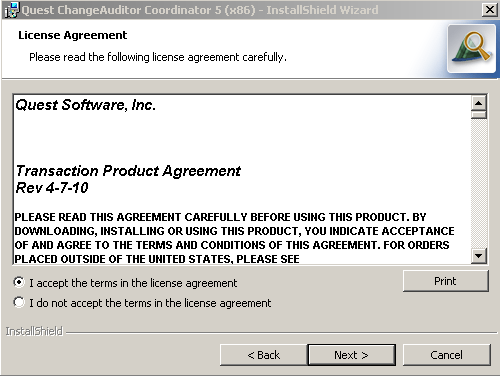 Quest ChangeAuditor Coordinator 5 (x86) - InstallShield Wizard
License Agreement
Please read the following license agreement carefully.
Quest Software, Inc.
Transaction Product Agreement
Rev 4-7-10
PLEASE READ THIS AGREEMENT CAREFULLY BEFORE USING THIS PRODUCT. BY
DOWNLOADING, INSTALLING OR USING THIS PRODUCT, YOU INDICATE ACCEPTANCE
OF AND AGREE TO THE TERMS AND CONDITIONS OF THIS AGREEMENT. FOR ORDERS
PLACED OUTSIDE OF THE UNITED STATES, PLEASE SEE
I accept the terms in the license agreement
Print
I do not accept the terms in the license agreement
InstallShield
< Back
Next >
Cancel